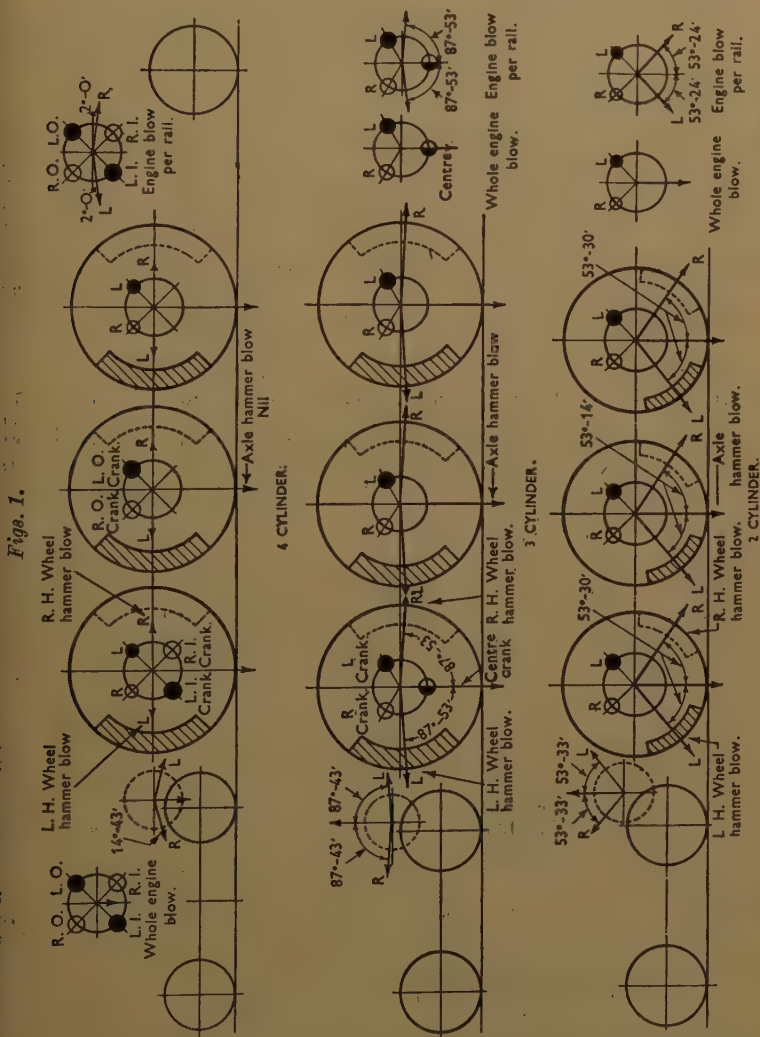 Figs. 1.
R. O. L. O.
L. I. R. I.
Whole engine
blow.
14°-43′
R
L
L. H. Wheel
hammer blow
R. H. Wheel
hammer blow
L
R
L. I. R. I.
Crank. Crank.
R. O. L. O.
Crank. Crank.
L
R
R
L
L
R
Axle hammer blow
Nil
R. O. L. O.
2°-0′
2°-0′
L
R
L. I. R. I.
Engine blow
per rail.
4 CYLINDER.
87°-43′
87°-43′
R
L
R
Crank
L
Crank.
87°-53′
87°-53′
L
R
L. H. Wheel
hammer blow.
Centre
crank
R. H. Wheel
hammer blow.
R
L
L
R
R
L
L
R
Axle hammer blow
R
L
Centre
Whole engine
blow.
R
L
87°-53′
87°-53′
Engine blow
per rail.
3 CYLINDER.
53°-33′
53°-33′
R
L
53°-30′
R
L
L
R
L H. Wheel
hammer blow.
R. H. Wheel
hammer blow.
53°-14′
R
L
L
R
Axle
hammer blow.
53°-30′
R
L
L
R
R
L
Whole engine
blow.
R
L
L
R
53°-24′
53°-24′
Engine blow
per rail.
2 CYLINDER.